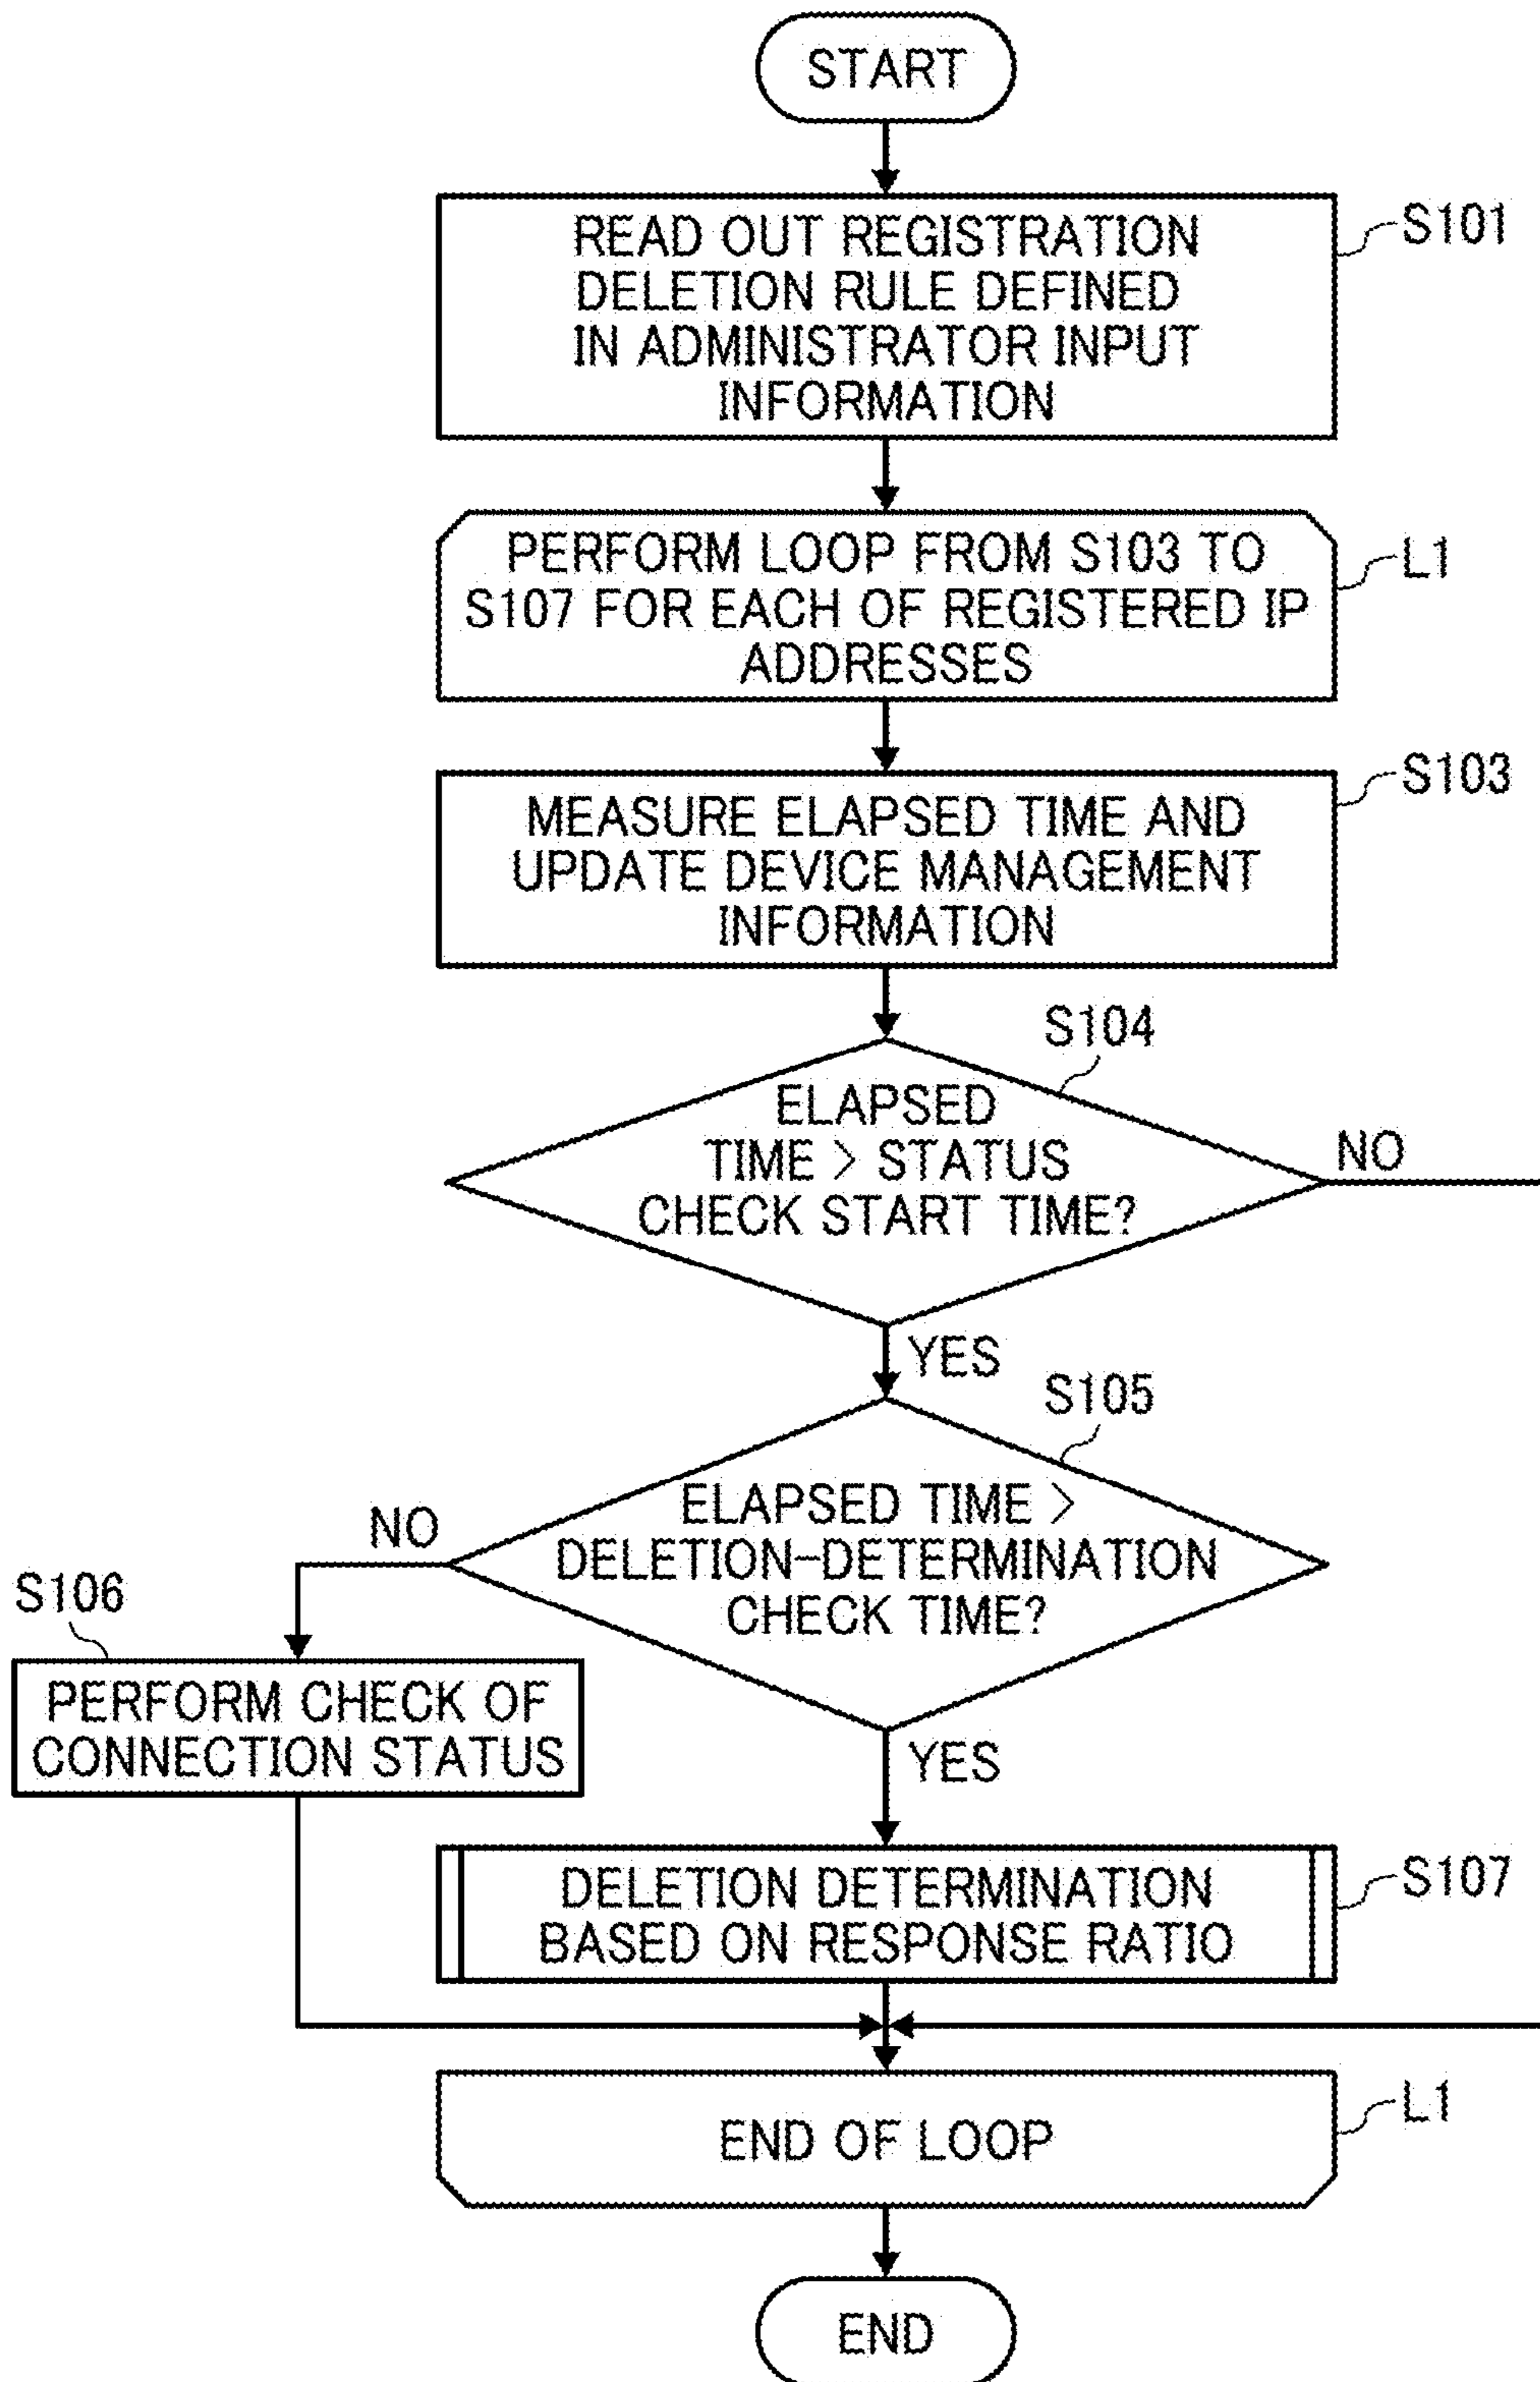 START
READ OUT REGISTRATION
DELETION RULE DEFINED
IN ADMINISTRATOR INPUT
INFORMATION
S101
PERFORM LOOP FROM S103 TO
S107 FOR EACH OF REGISTERED IP
ADDRESSES
L1
MEASURE ELAPSED TIME AND
UPDATE DEVICE MANAGEMENT
INFORMATION
S103
S104
ELAPSED
TIME > STATUS
CHECK START TIME?
NO
YES
S105
ELAPSED TIME >
DELETION-DETERMINATION
CHECK TIME?
NO
S106
PERFORM CHECK OF
CONNECTION STATUS
YES
DELETION DETERMINATION
BASED ON RESPONSE RATIO
S107
END OF LOOP
L1
END